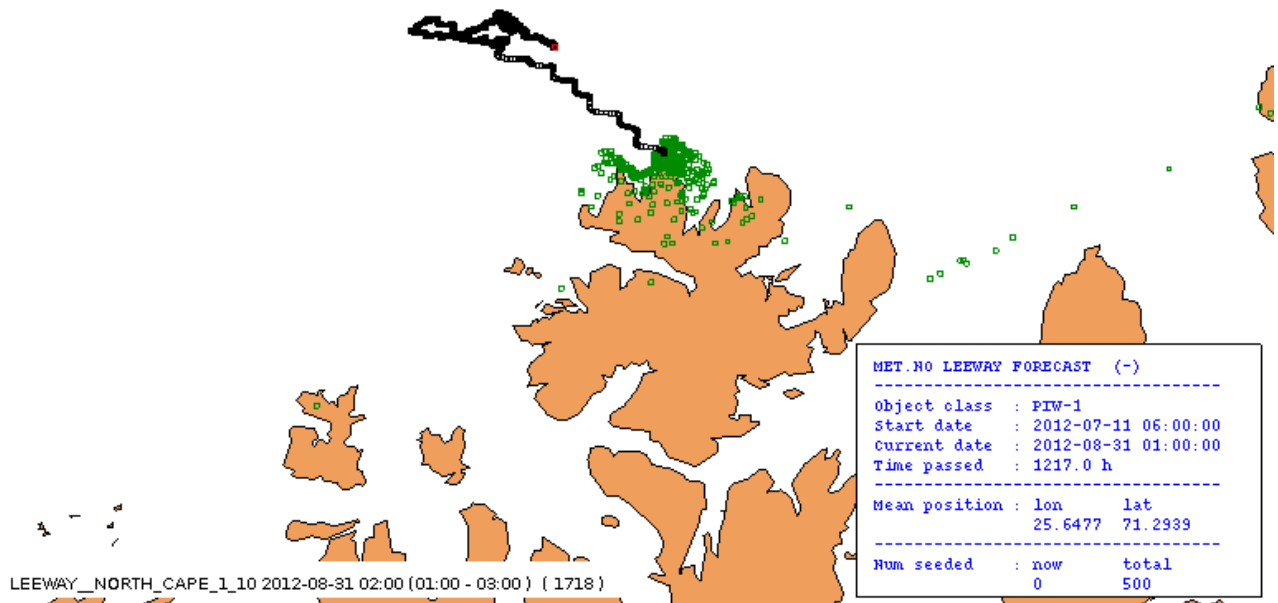 MET.NO LEEWAY FORECAST (-)
-----------------------------------
Object class : PIW-1
Start date : 2012-07-11 06:00:00
Current date : 2012-08-31 01:00:00
Time passed : 1217.0 h
-----------------------------------
Mean position : lon lat
25.6477 71.2939
-----------------------------------
Num seeded : now total
0 500
LEEWAY__NORTH_CAPE_1_10 2012-08-31 02:00 (01:00 - 03:00 ) ( 1718 )